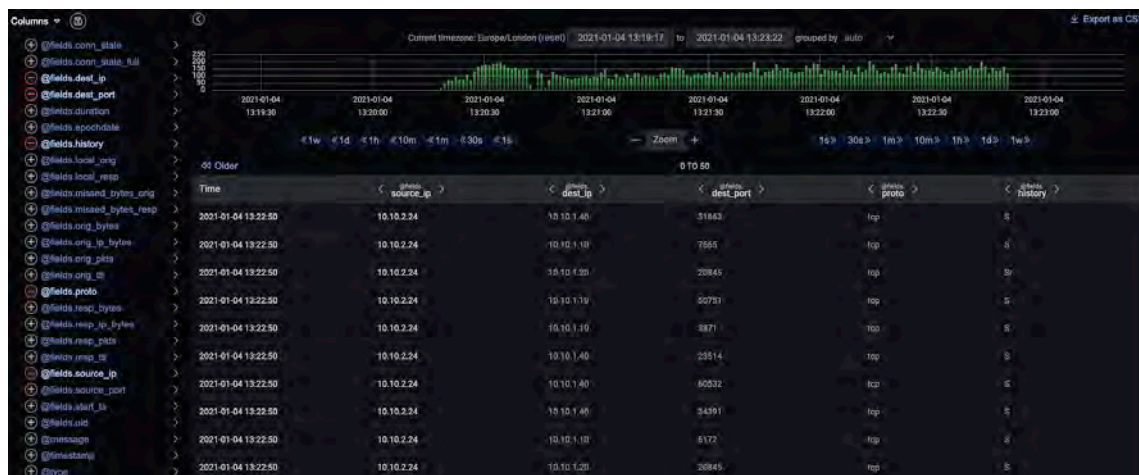 Columns
Export as CS
Current timezone: Europe/London (reset) 2021-01-04 13:19:17 to 2021-01-04 13:23:22 grouped by auto
250
200
150
100
50
0
2021-01-04 2021-01-04 2021-01-04 2021-01-04 2021-01-04 2021-01-04 2021-01-04 2021-01-04
13:19:30 13:20:00 13:20:30 13:21:00 13:21:30 13:22:00 13:22:30 13:23:00
«1w «1d «1h «10m «1m «30s «1s — Zoom + 1s» 30s» 1m» 10m» 1h» 1d» 1w»
Older 0 TO 50
@fields.conn_state
@fields.conn_state_full
@fields.dest_ip
@fields.dest_port
@fields.duration
@fields.epochdate
@fields.history
@fields.local_orig
@fields.local_resp
@fields.missed_bytes_orig
@fields.missed_bytes_resp
@fields.orig_bytes
@fields.orig_ip_bytes
@fields.orig_pkts
@fields.orig_ttl
@fields.proto
@fields.resp_bytes
@fields.resp_ip_bytes
@fields.resp_pkts
@fields.resp_ttl
@fields.source_ip
@fields.source_port
@fields.start_ts
@fields.uid
@message
@timestamp
@type
Time @fields. source_ip @fields. dest_ip @fields. dest_port @fields. proto @fields. history
2021-01-04 13:22:50 10.10.2.24 10.10.1.40 tcp S
2021-01-04 13:22:50 10.10.2.24 10.10.1.10 tcp S
2021-01-04 13:22:50 10.10.2.24 10.10.1.20 20845 tcp Sr
2021-01-04 13:22:50 10.10.2.24 10.10.1.10 50751 tcp S
2021-01-04 13:22:50 10.10.2.24 10.10.1.10 3871 tcp S
2021-01-04 13:22:50 10.10.2.24 10.10.1.40 23514 tcp S
2021-01-04 13:22:50 10.10.2.24 10.10.1.40 60532 tcp S
2021-01-04 13:22:50 10.10.2.24 10.10.1.40 tcp S
2021-01-04 13:22:50 10.10.2.24 10.10.1.10 5172 tcp S
2021-01-04 13:22:50 10.10.2.24 10.10.1.20 20845 tcp S